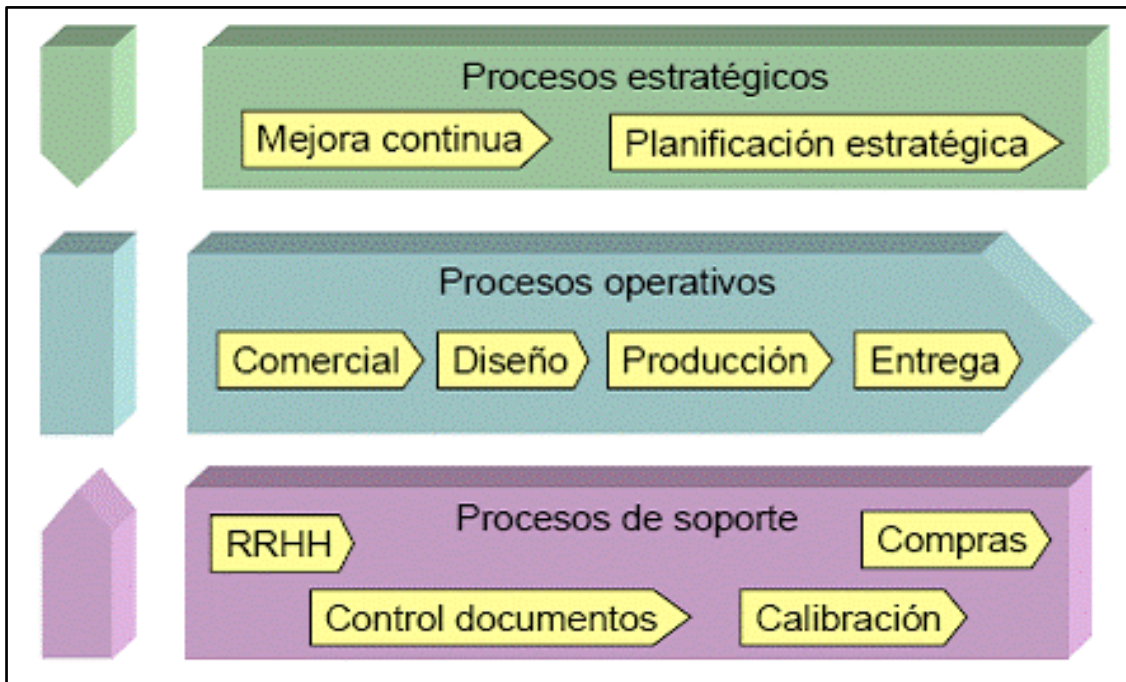 Procesos estratégicos
Mejora continua
Planificación estratégica
Procesos operativos
Comercial
Diseño
Producción
Entrega
Procesos de soporte
RRHH
Compras
Control documentos
Calibración